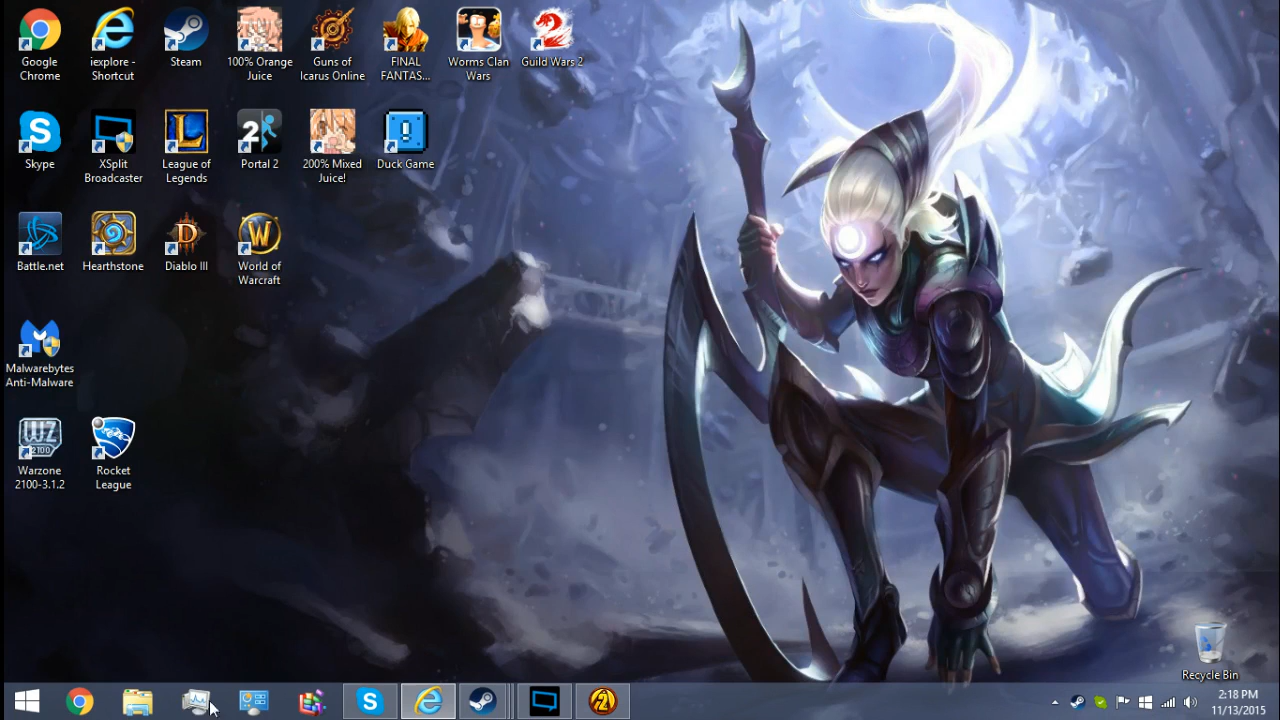 Google
Chrome
iexplore -
Shortcut
Steam
100% Orange
Juice
Guns of
Icarus Online
FINAL
FANTAS...
Worms Clan
Wars
Guild Wars 2
Skype
XSplit
Broadcaster
League of
Legends
2
Portal 2
200% Mixed
Juice!
Duck Game
Battle.net
Hearthstone
Diablo III
World of
Warcraft
Malwarebytes
Anti-Malware
WZ
2100
Warzone
2100-3.1.2
Rocket
League
Recycle Bin
2:18 PM
11/13/2015